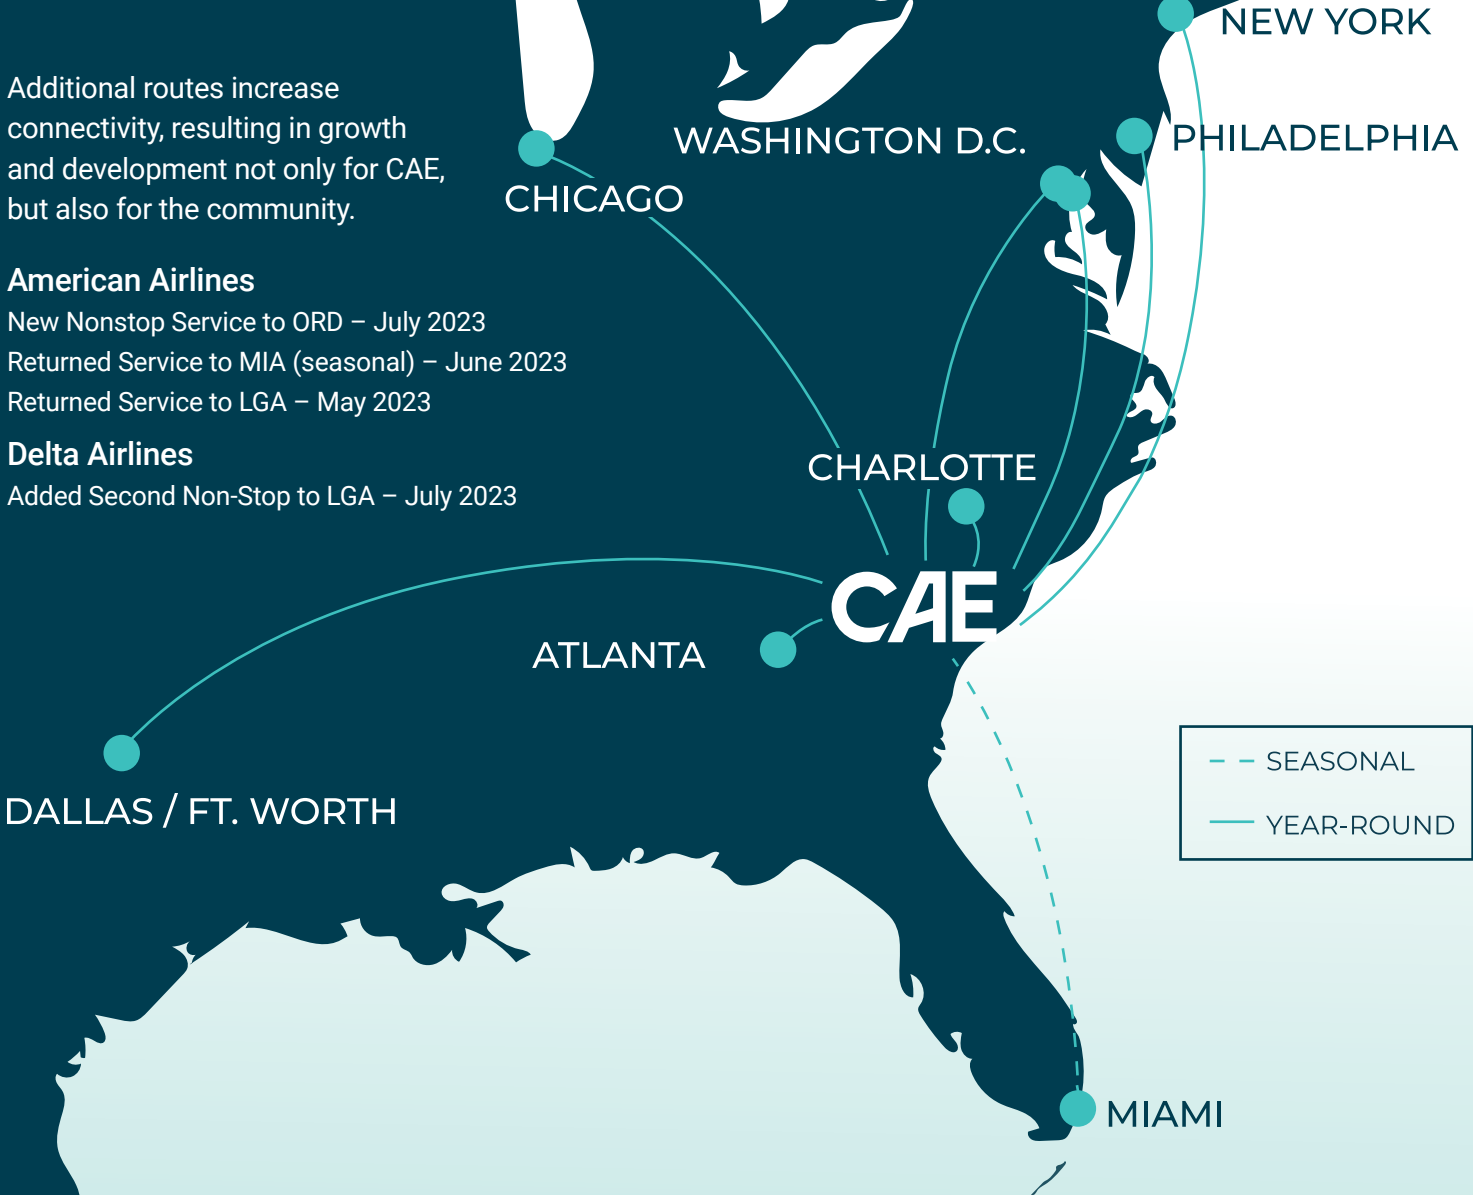 NEW YORK
Additional routes increase
connectivity, resulting in growth
and development not only for CAE,
but also for the community.
WASHINGTON D.C.
PHILADELPHIA
CHICAGO
American Airlines
New Nonstop Service to ORD – July 2023
Returned Service to MIA (seasonal) – June 2023
Returned Service to LGA – May 2023
Delta Airlines
Added Second Non-Stop to LGA – July 2023
CHARLOTTE
CAE
ATLANTA
DALLAS / FT. WORTH
SEASONAL
YEAR-ROUND
MIAMI